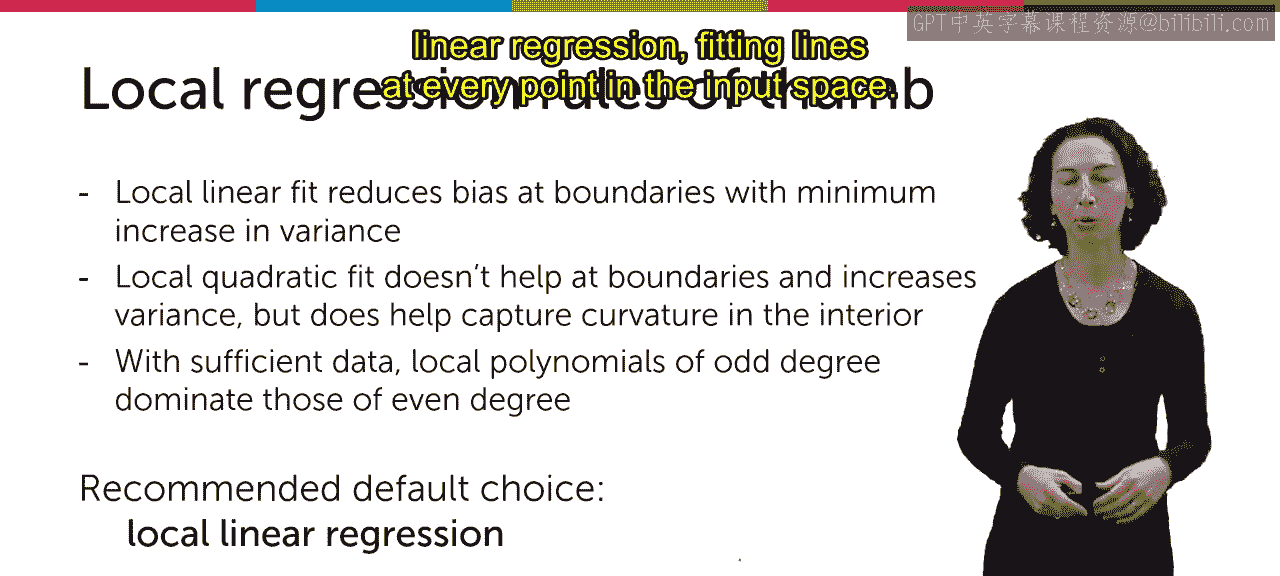 GPT中英字幕课程资源@bilibili.com
linear regression, fitting lines
at every point in the input space.
Local regression rules of thumb
- Local linear fit reduces bias at boundaries with minimum
increase in variance
- Local quadratic fit doesn't help at boundaries and increases
variance, but does help capture curvature in the interior
- With sufficient data, local polynomials of odd degree
dominate those of even degree
Recommended default choice:
local linear regression